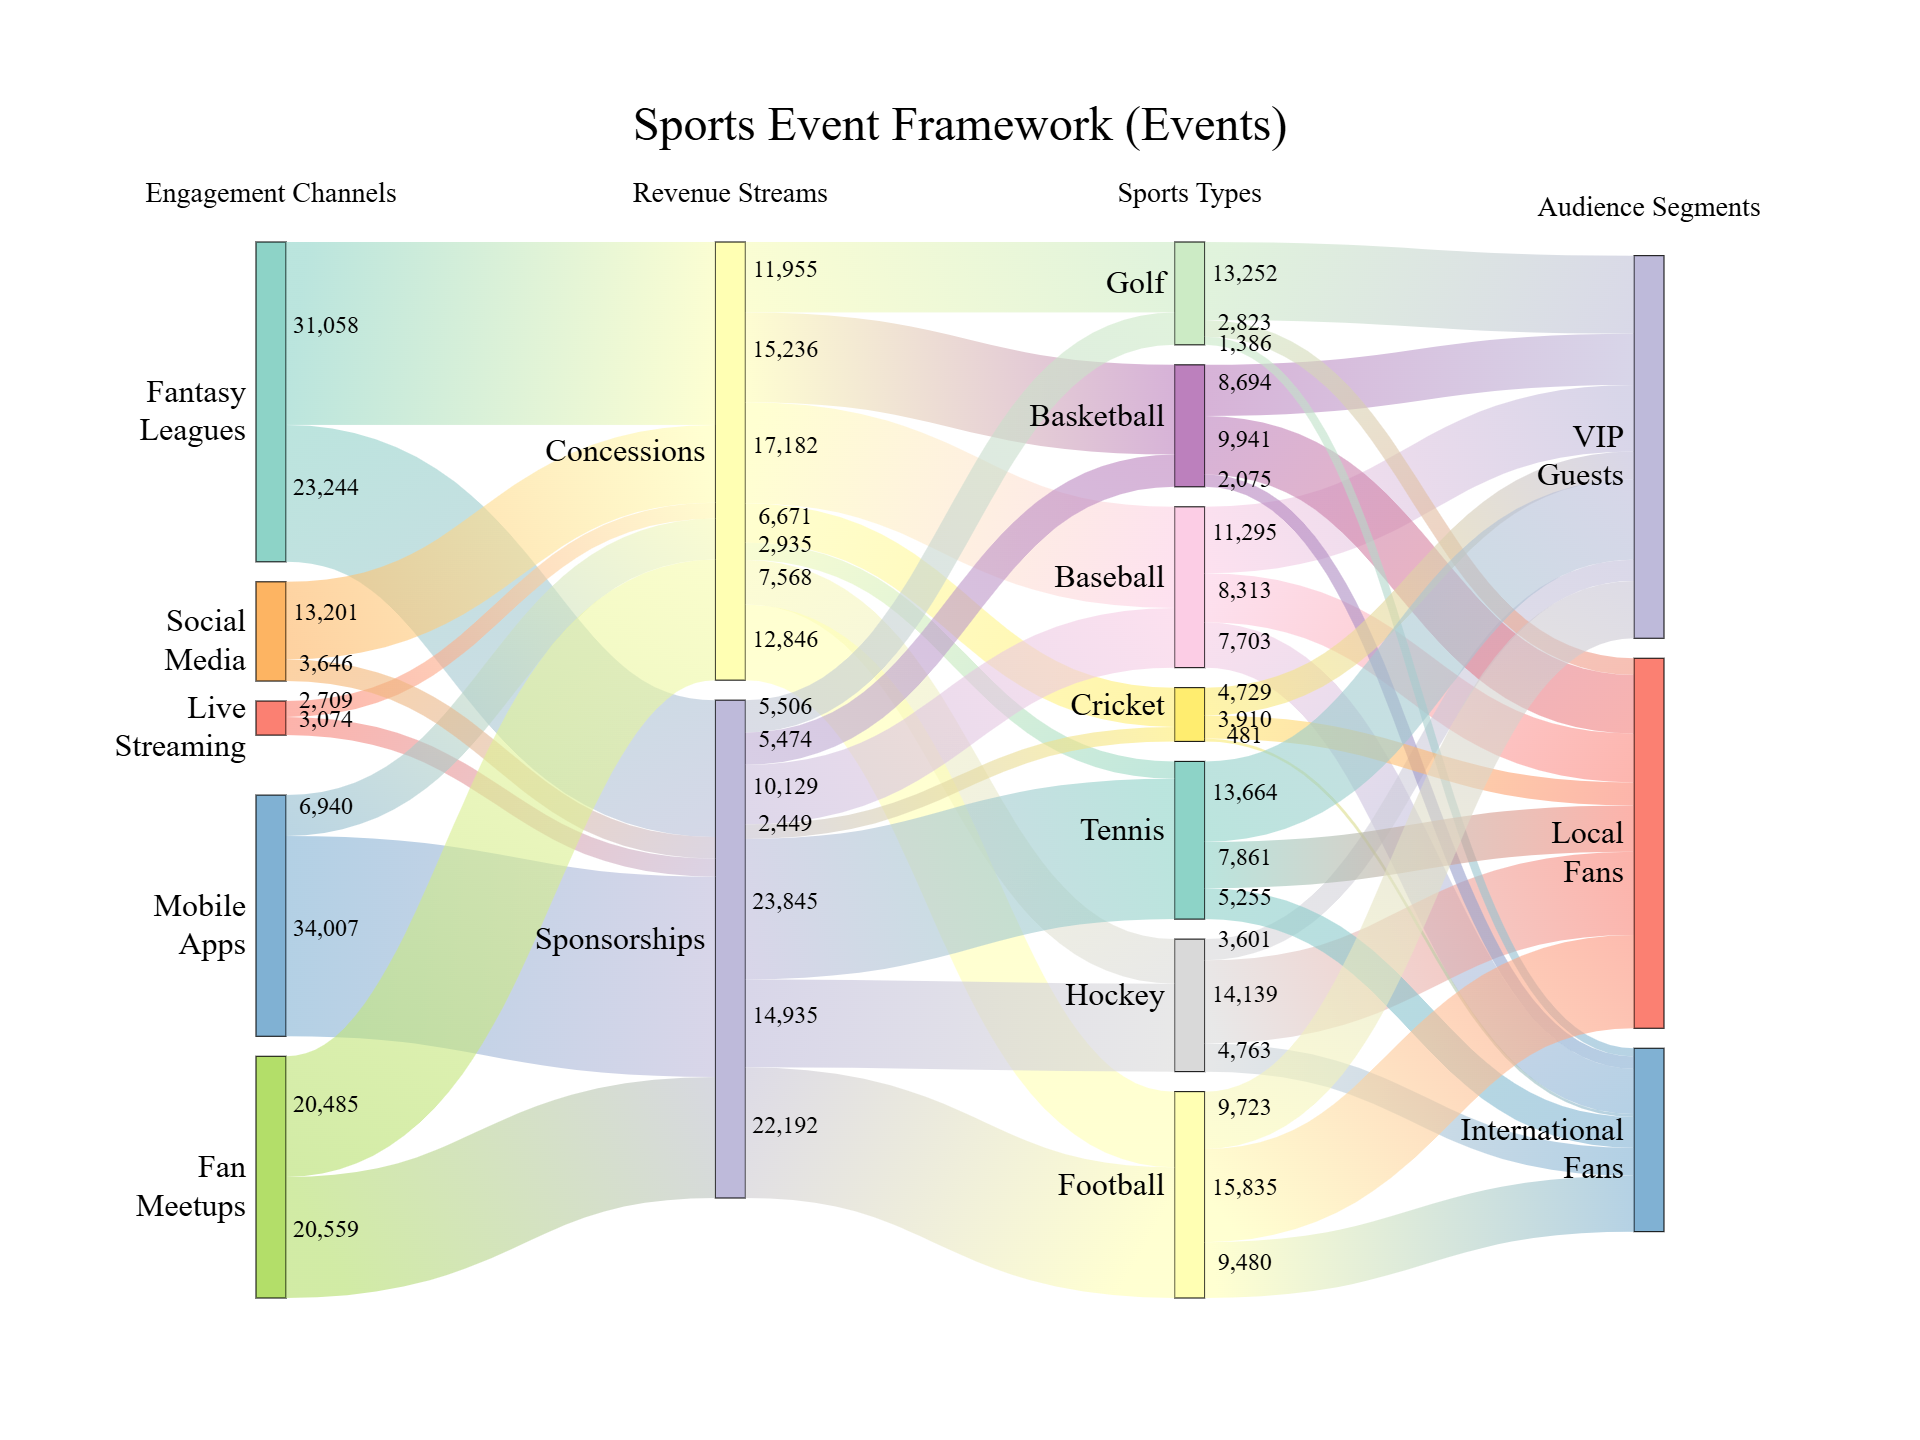 Sports Event Framework (Events)
Engagement Channels
Revenue Streams
Sports Types
Audience Segments
Fantasy
Leagues
31,058
23,244
Social
Media
13,201
3,646
Live
Streaming
2,709
3,074
Mobile
Apps
6,940
34,007
Fan
Meetups
20,485
20,559
Concessions
11,955
15,236
17,182
6,671
2,935
7,568
12,846
Sponsorships
5,506
5,474
10,129
2,449
23,845
14,935
22,192
Golf
13,252
2,823
1,386
Basketball
8,694
9,941
2,075
Baseball
11,295
8,313
7,703
Cricket
4,729
3,910
481
Tennis
13,664
7,861
5,255
Hockey
3,601
14,139
4,763
Football
9,723
15,835
9,480
VIP
Guests
Local
Fans
International
Fans